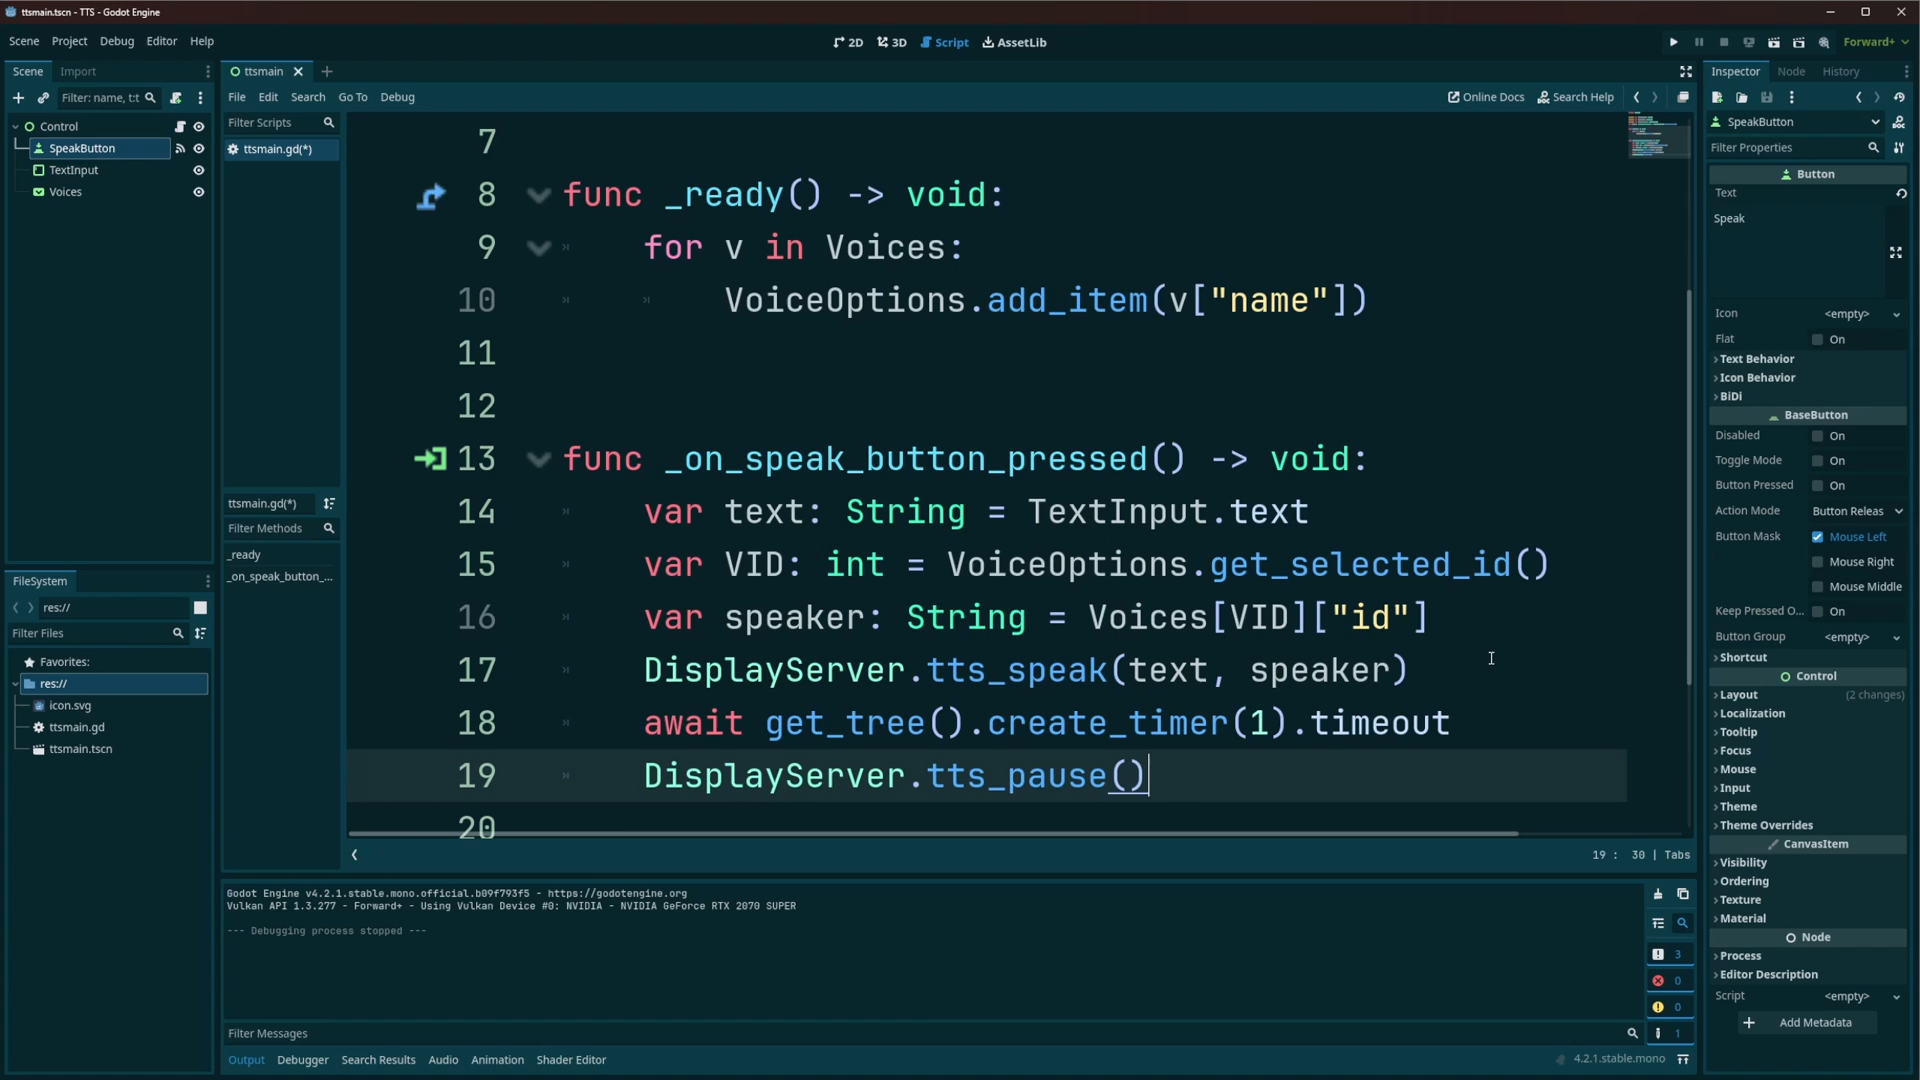 ttsmain.tscn - TTS - Godot Engine
Scene Project Debug Editor Help
2D 3D Script AssetLib
Forward+
Scene Import
Filter: name, t:t
Control
SpeakButton
TextInput
Voices
FileSystem
res://
Filter Files
Favorites:
res://
icon.svg
ttsmain.gd
ttsmain.tscn
ttsmain
File Edit Search Go To Debug
Online Docs Search Help
Filter Scripts
ttsmain.gd(*)
ttsmain.gd(*)
Filter Methods
_ready
_on_speak_button_...
7
8 func _ready() -> void:
9 for v in Voices:
10 VoiceOptions.add_item(v["name"])
11
12
13 func _on_speak_button_pressed() -> void:
14 var text: String = TextInput.text
15 var VID: int = VoiceOptions.get_selected_id()
16 var speaker: String = Voices[VID]["id"]
17 DisplayServer.tts_speak(text, speaker)
18 await get_tree().create_timer(1).timeout
19 DisplayServer.tts_pause()
20
19 : 30 | Tabs
Godot Engine v4.2.1.stable.mono.official.b09f793f5 - https://godotengine.org
Vulkan API 1.3.277 - Forward+ - Using Vulkan Device #0: NVIDIA - NVIDIA GeForce RTX 2070 SUPER
--- Debugging process stopped ---
3
0
0
1
Filter Messages
Output Debugger Search Results Audio Animation Shader Editor
4.2.1.stable.mono
Inspector Node History
SpeakButton
Filter Properties
Button
Text
Speak
Icon <empty>
Flat On
Text Behavior
Icon Behavior
BiDi
BaseButton
Disabled On
Toggle Mode On
Button Pressed On
Action Mode Button Releas
Button Mask Mouse Left
Mouse Right
Mouse Middle
Keep Pressed O... On
Button Group <empty>
Shortcut
Control
Layout (2 changes)
Localization
Tooltip
Focus
Mouse
Input
Theme
Theme Overrides
CanvasItem
Visibility
Ordering
Texture
Material
Node
Process
Editor Description
Script <empty>
Add Metadata